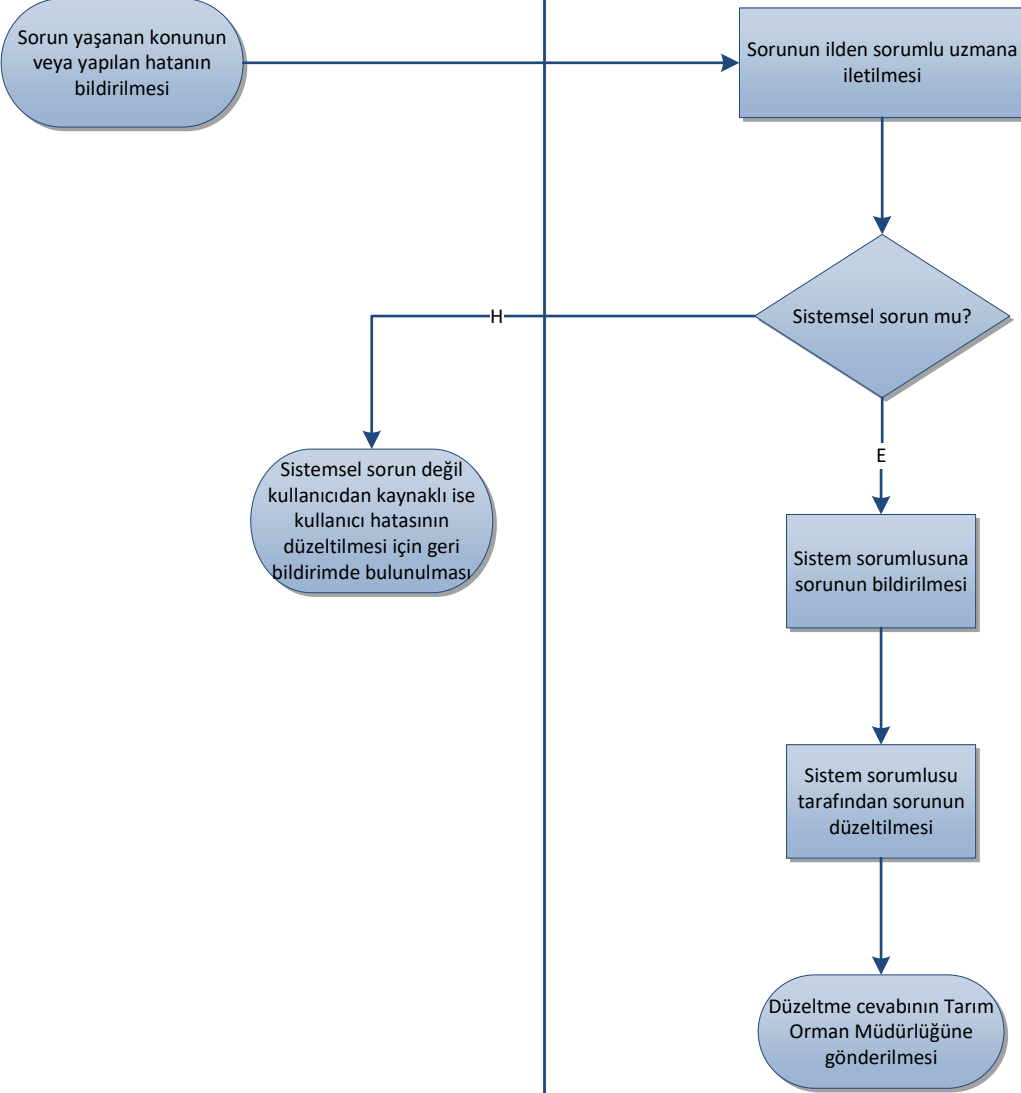 Sorun yaşanan konunun
veya yapılan hatanın
bildirilmesi
Sorunun ilden sorumlu uzmana
iletilmesi
Sistemsel sorun mu?
H
E
Sistemsel sorun değil
kullanıcıdan kaynaklı ise
kullanıcı hatasının
düzeltilmesi için geri
bildirimde bulunulması
Sistem sorumlusuna
sorunun bildirilmesi
Sistem sorumlusu
tarafından sorunun
düzeltilmesi
Düzeltme cevabının Tarım
Orman Müdürlüğüne
gönderilmesi